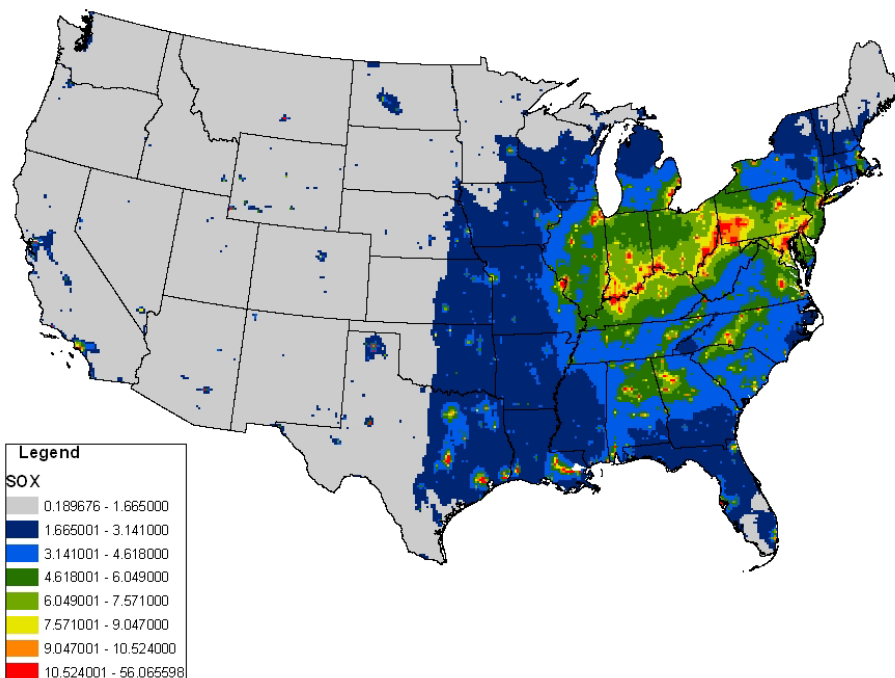 Legend
SOX
0.189676 - 1.665000
1.665001 - 3.141000
3.141001 - 4.618000
4.618001 - 6.049000
6.049001 - 7.571000
7.571001 - 9.047000
9.047001 - 10.524000
10.524001 - 56.065598